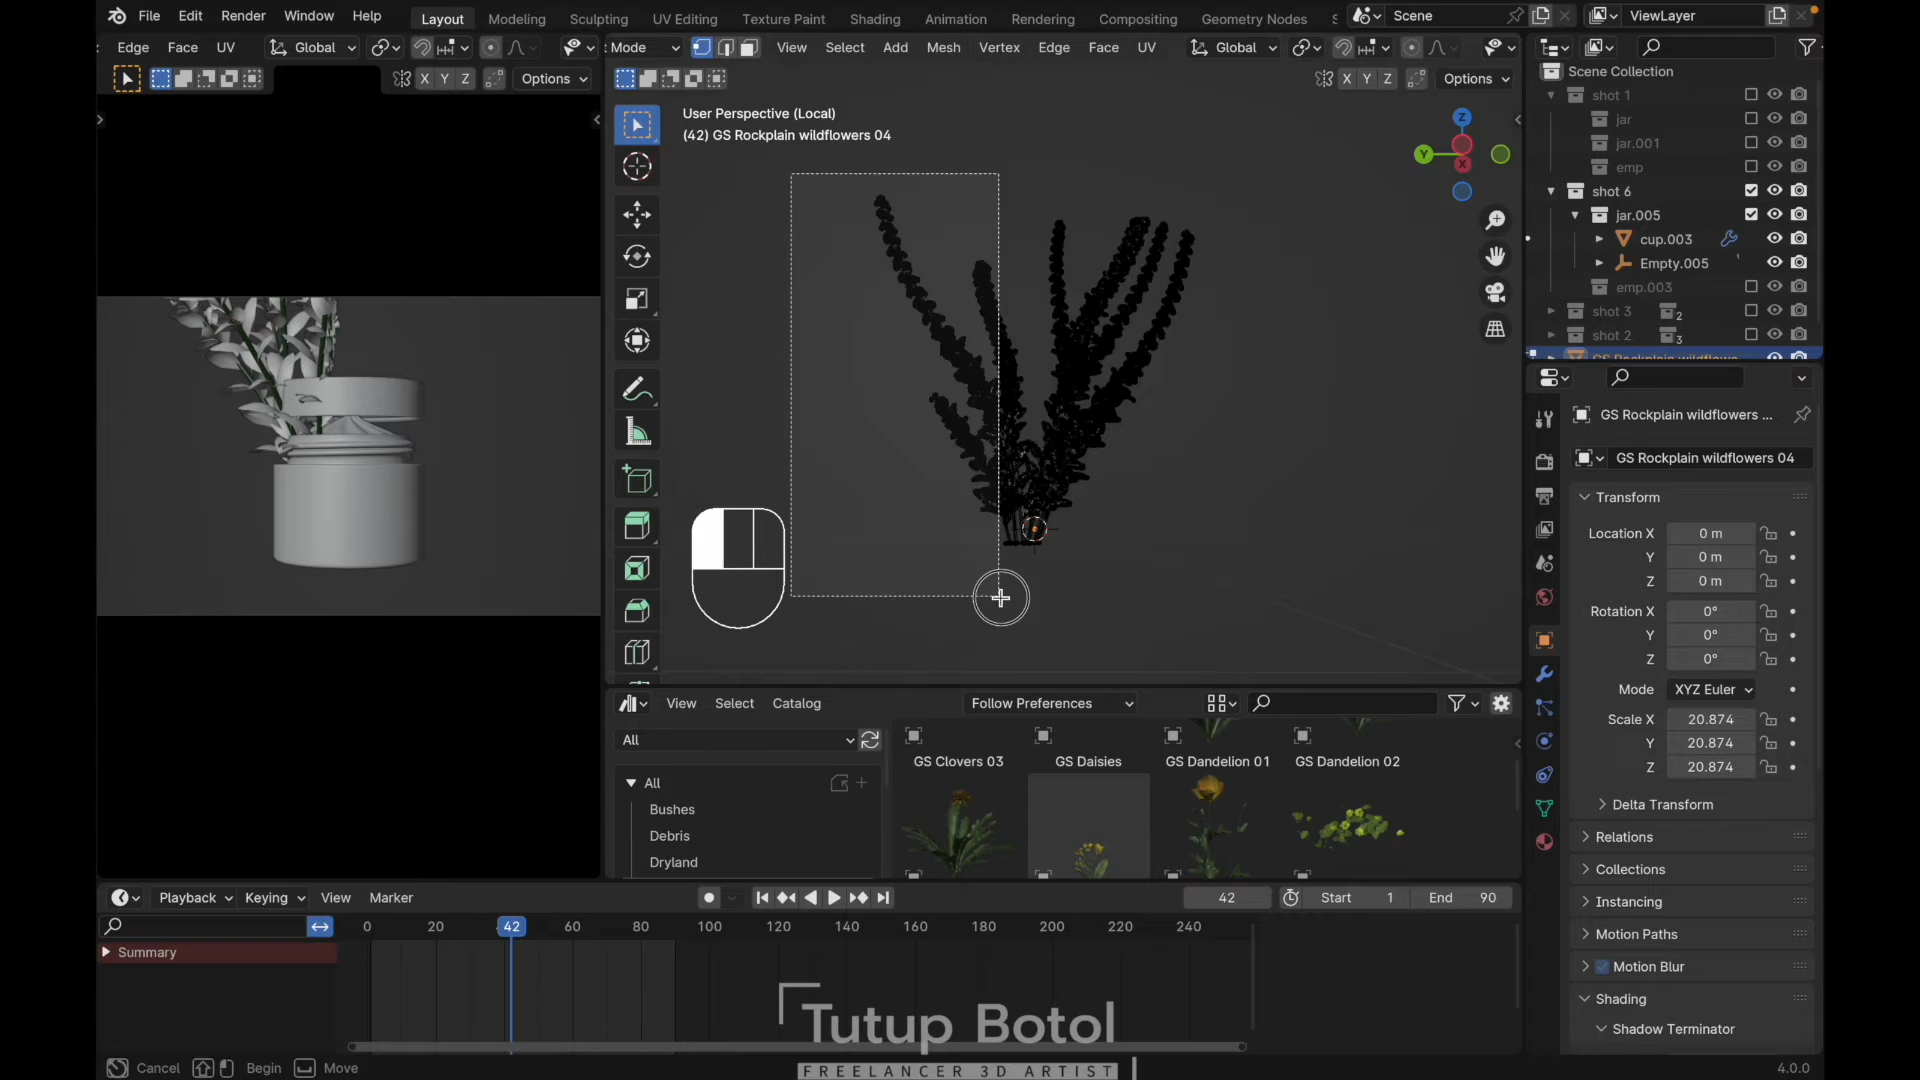 File Edit Render Window Help Layout Modeling Sculpting UV Editing Texture Paint Shading Animation Rendering Compositing Geometry Nodes Scene ViewLayer
Edge Face UV Global Mode View Select Add Mesh Vertex Edge Face UV Global
X Y Z Options X Y Z Options
User Perspective (Local)
(42) GS Rockplain wildflowers 04
Z
Y
X
Scene Collection
shot 1
jar
jar.001
emp
shot 6
jar.005
cup.003
Empty.005
emp.003
shot 3 2
shot 2 3
GS Rockplain wildflowe
GS Rockplain wildflowers ...
GS Rockplain wildflowers 04
Transform
Location X 0 m
Y 0 m
Z 0 m
Rotation X 0°
Y 0°
Z 0°
Mode XYZ Euler
Scale X 20.874
Y 20.874
Z 20.874
Delta Transform
Relations
Collections
Instancing
Motion Paths
Motion Blur
Shading
Shadow Terminator
View Select Catalog Follow Preferences
All
All
Bushes
Debris
Dryland
GS Clovers 03 GS Daisies GS Dandelion 01 GS Dandelion 02
Playback Keying View Marker 42 Start 1 End 90
0 20 42 60 80 100 120 140 160 180 200 220 240
Summary
Tutup Botol
FREELANCER 3D ARTIST
Cancel Begin Move 4.0.0